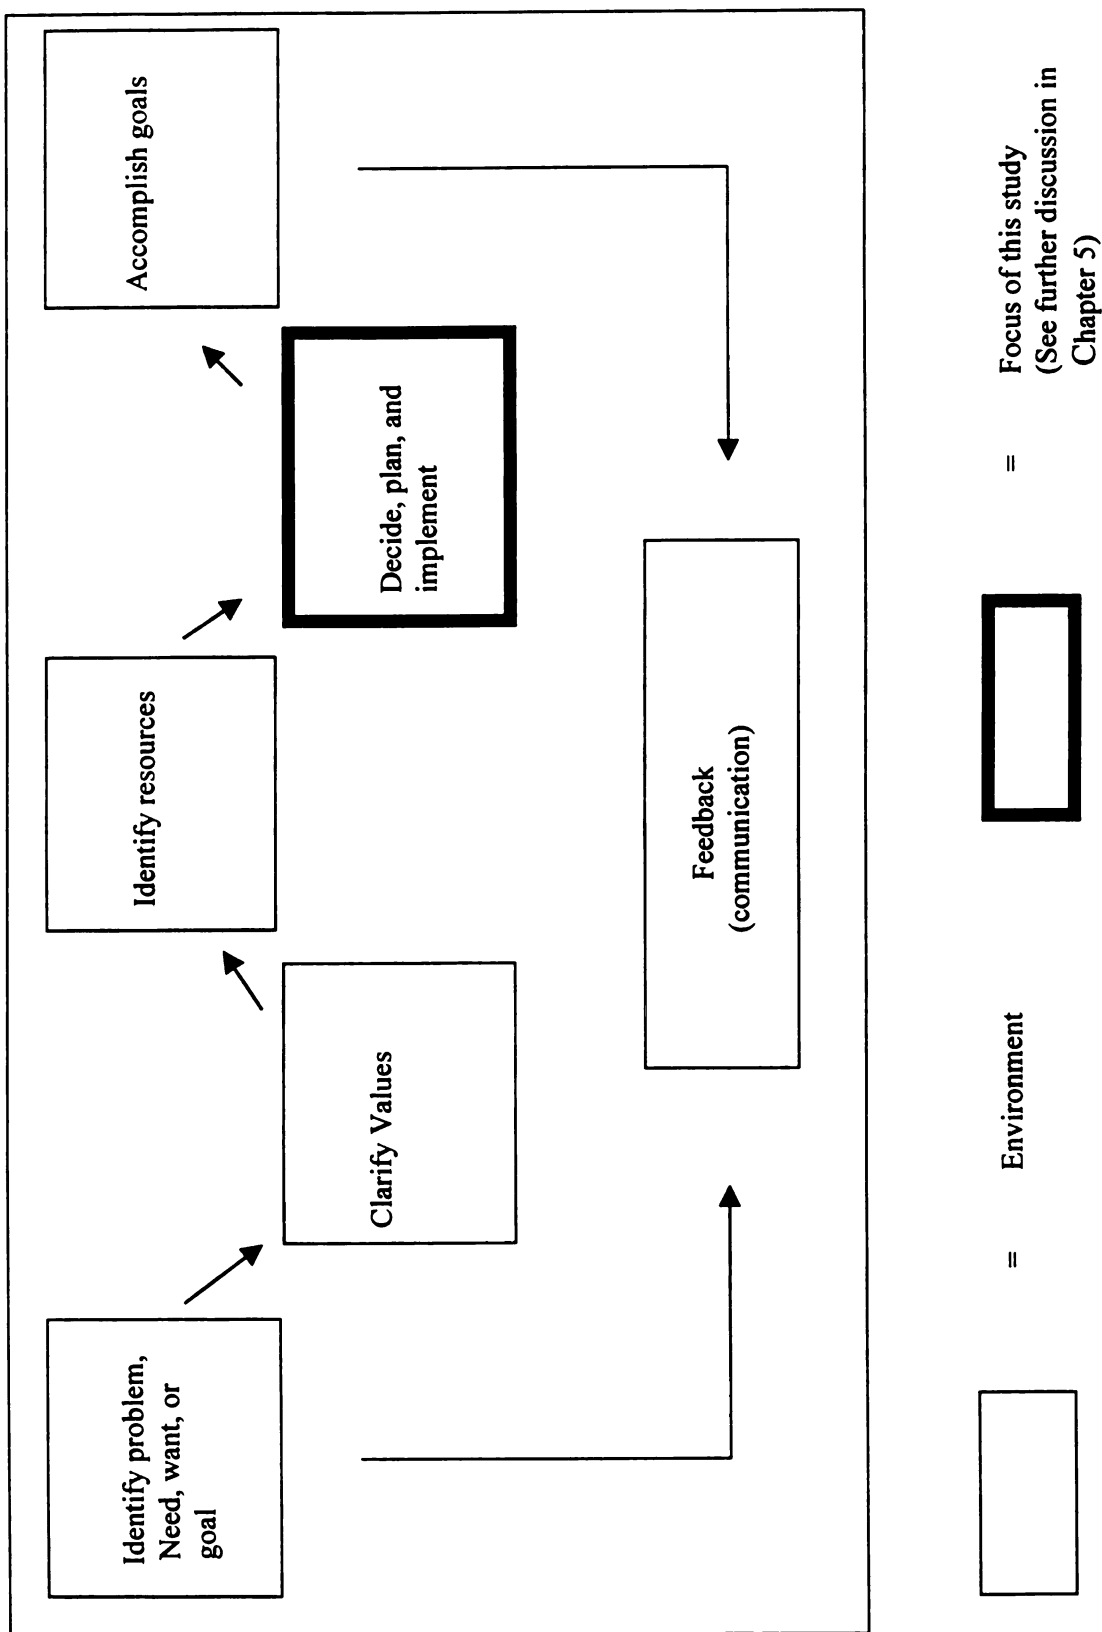 Identify problem,
Need, want, or
goal
Clarify Values
Identify resources
Decide, plan, and
implement
Accomplish goals
Feedback
(communication)
= Environment
= Focus of this study
(See further discussion in
Chapter 5)